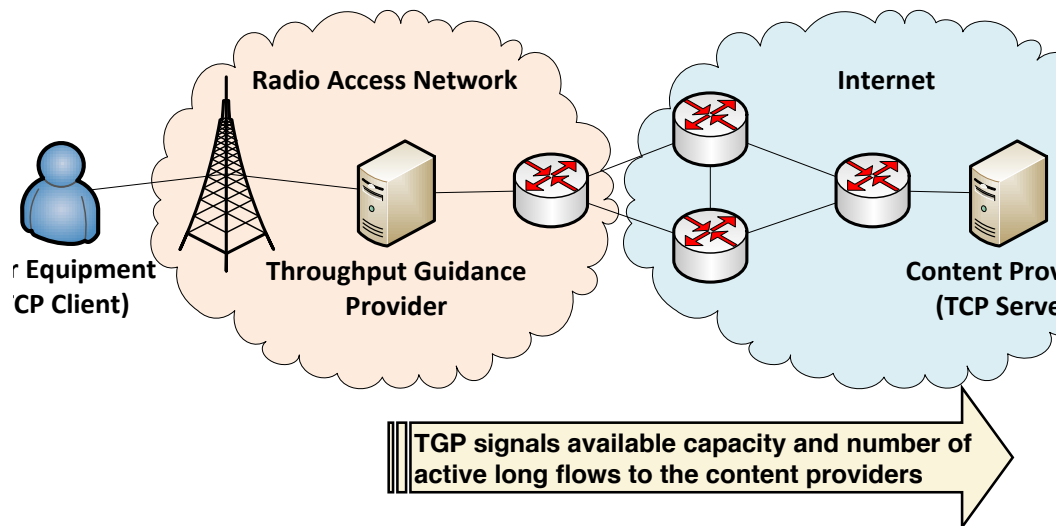 Radio Access Network
Internet
r Equipment
CP Client)
Throughput Guidance
Provider
Content Prov
(TCP Serve
TGP signals available capacity and number of
active long flows to the content providers